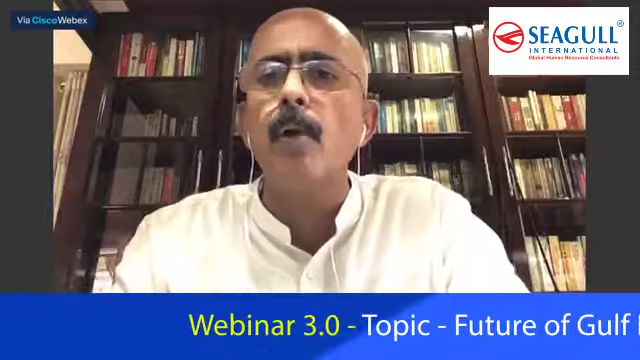 Via CiscoWebex
SEAGULL
INTERNATIONAL
Global Human Resource Consultants
Webinar 3.0 - Topic - Future of Gulf